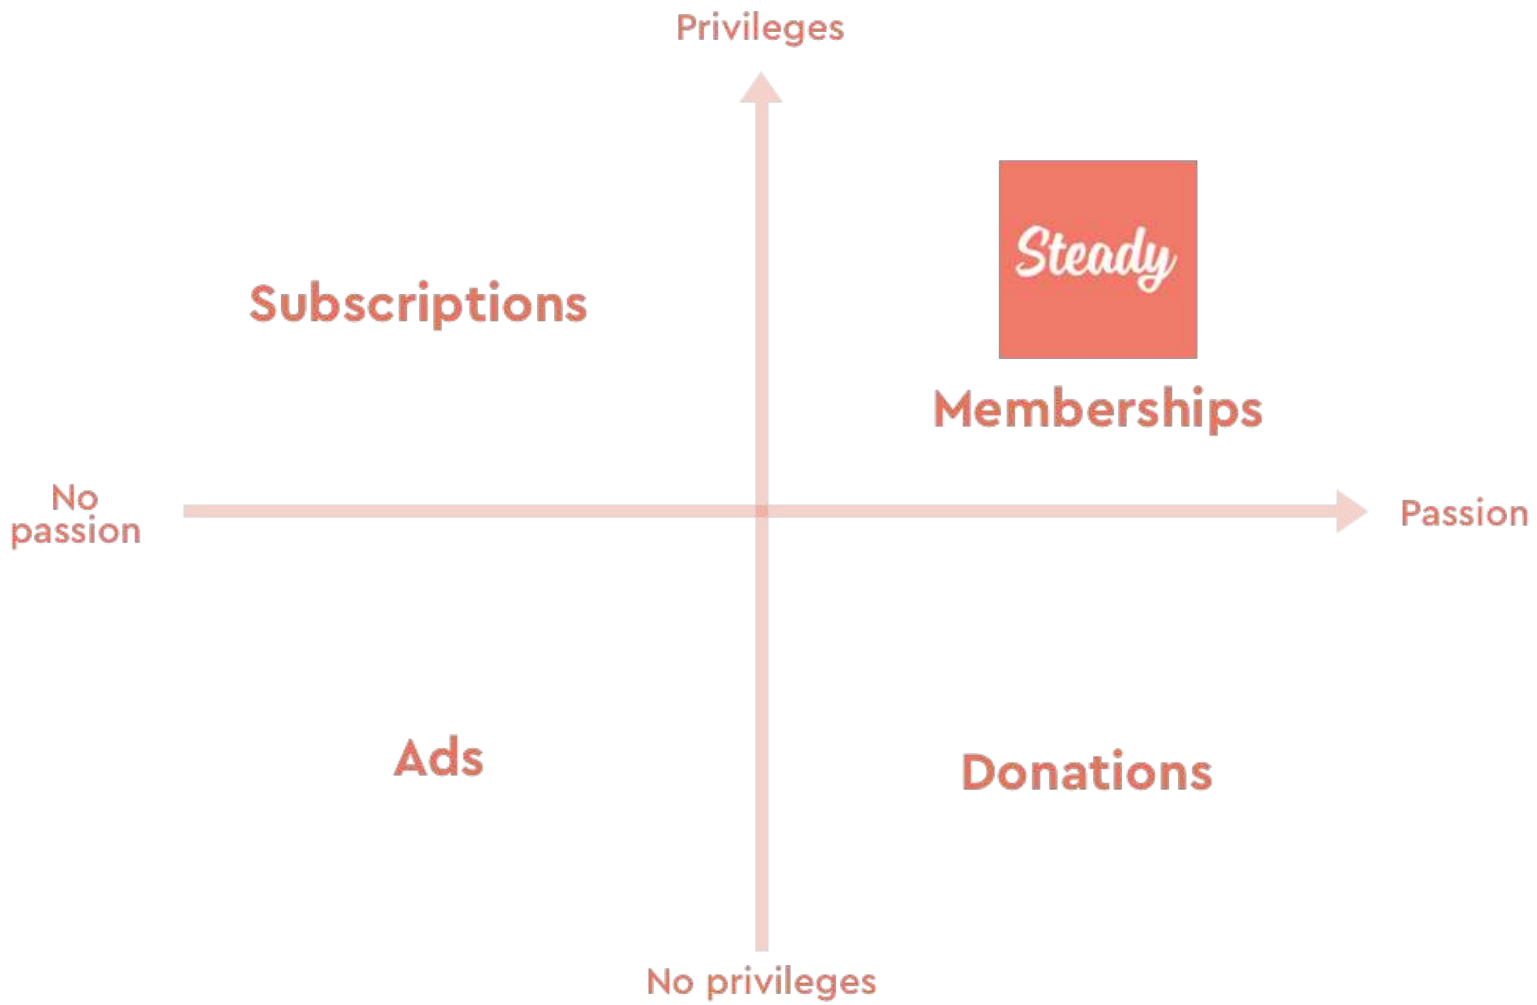 Privileges
Steady
Subscriptions
Memberships
No
passion
Passion
Ads
Donations
No privileges